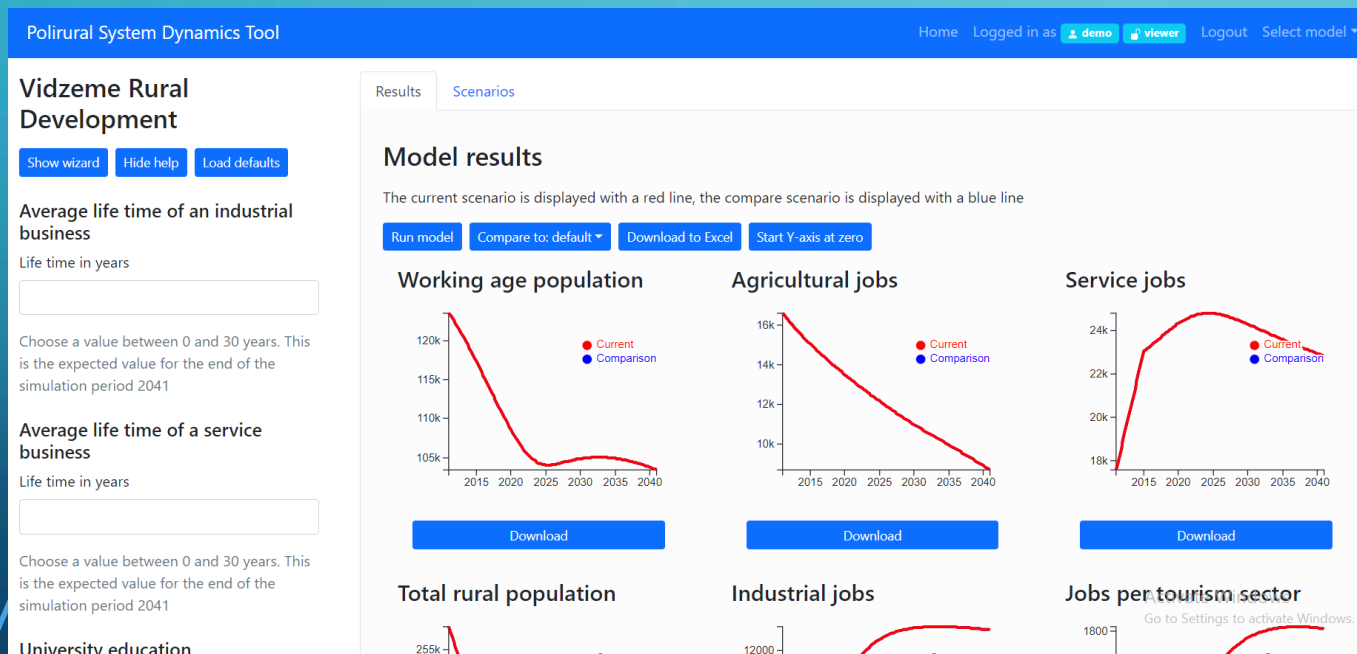 Polirural System Dynamics Tool
Home Logged in as demo viewer Logout Select model
Vidzeme Rural
Development
Show wizard Hide help Load defaults
Average life time of an industrial
business
Life time in years
Choose a value between 0 and 30 years. This
is the expected value for the end of the
simulation period 2041
Average life time of a service
business
Life time in years
Choose a value between 0 and 30 years. This
is the expected value for the end of the
simulation period 2041
University education
Results Scenarios
Model results
The current scenario is displayed with a red line, the compare scenario is displayed with a blue line
Run model Compare to: default Download to Excel Start Y-axis at zero
Working age population
120k
115k
110k
105k
2015 2020 2025 2030 2035 2040
Current
Comparison
Download
Agricultural jobs
16k
14k
12k
10k
2015 2020 2025 2030 2035 2040
Current
Comparison
Download
Service jobs
24k
22k
20k
18k
2015 2020 2025 2030 2035 2040
Current
Comparison
Download
Total rural population
255k
Industrial jobs
12000
Jobs per tourism sector
1800
Activate Windows
Go to Settings to activate Windows.